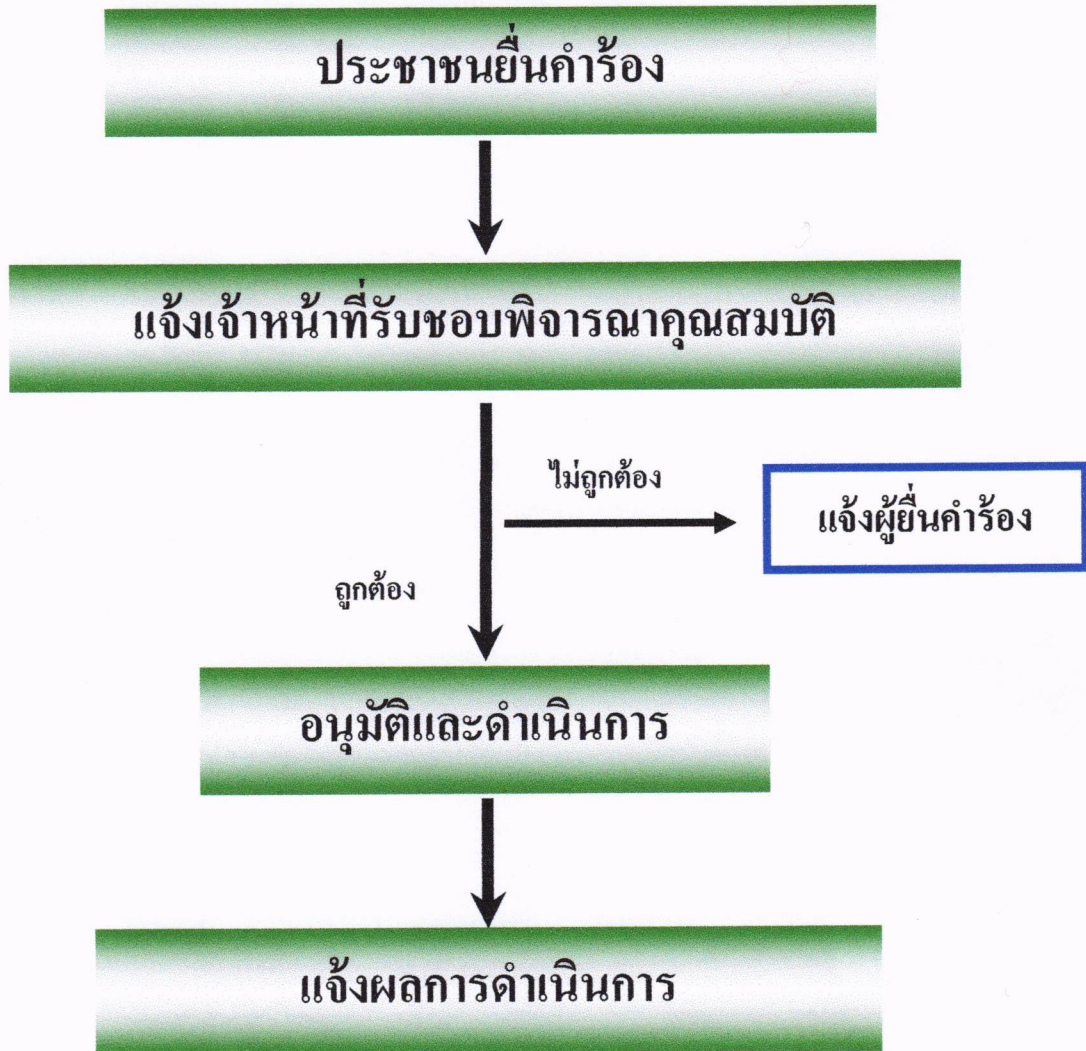 ประชาชนยื่นคำร้อง
แจ้งเจ้าหน้าที่รับชอบพิจารณาคุณสมบัติ
ไม่ถูกต้อง
แจ้งผู้ยื่นคำร้อง
ถูกต้อง
อนุมัติและดำเนินการ
แจ้งผลการดำเนินการ